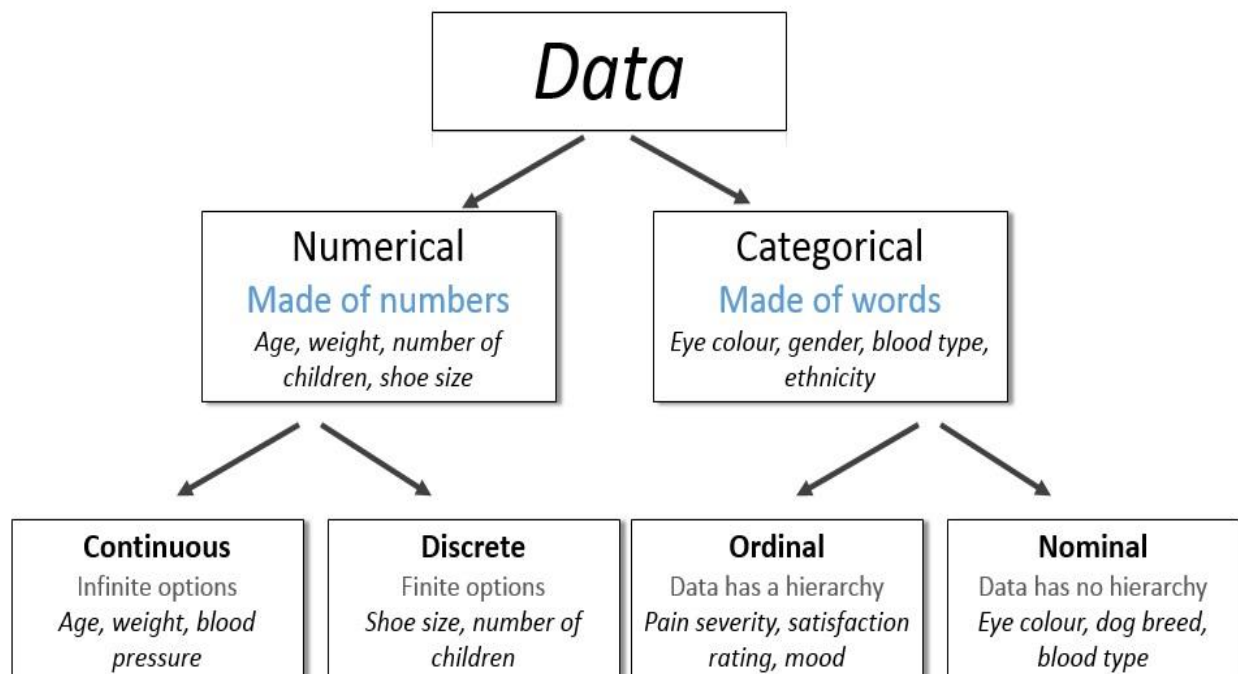 Data
Numerical
Made of numbers
Age, weight, number of
children, shoe size
Categorical
Made of words
Eye colour, gender, blood type,
ethnicity
Continuous
Infinite options
Age, weight, blood
pressure
Discrete
Finite options
Shoe size, number of
children
Ordinal
Data has a hierarchy
Pain severity, satisfaction
rating, mood
Nominal
Data has no hierarchy
Eye colour, dog breed,
blood type